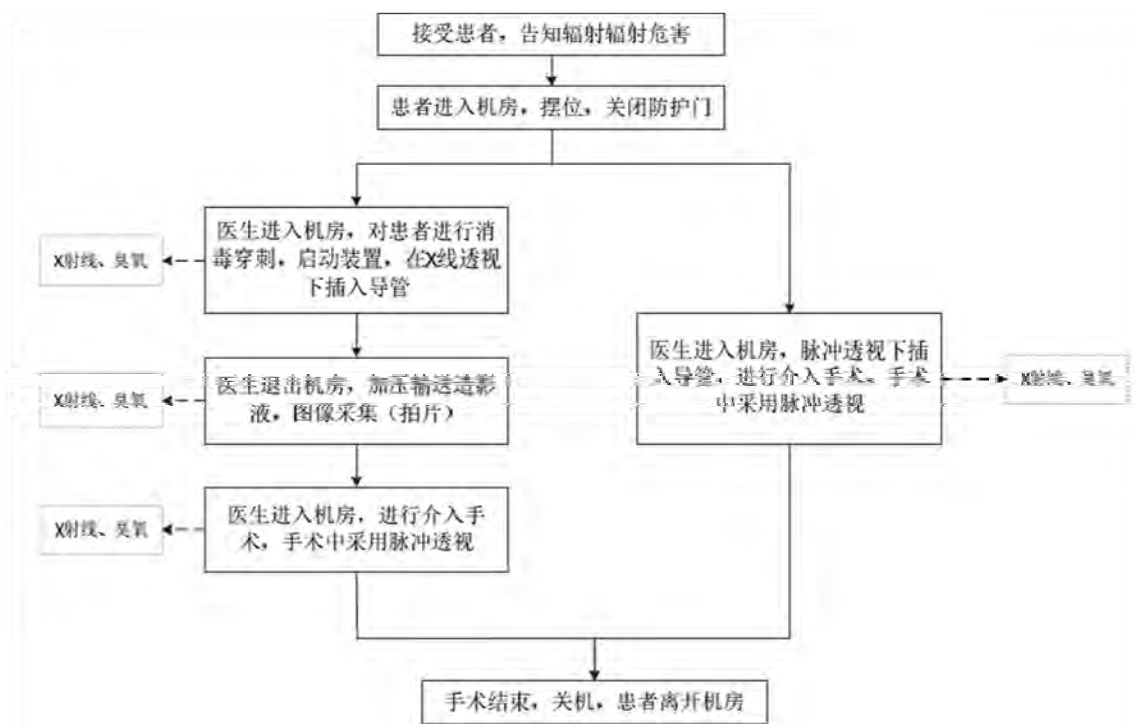 接受患者，告知辐射辐射危害
患者进入机房，摆位，关闭防护门
医生进入机房，对患者进行消
毒穿刺，启动装置，在X线透视
下插入导管
X射线、臭氧
医生退出机房，加压输送造影
液，图像采集（拍片）
X射线、臭氧
医生进入机房，进行介入手
术，手术中采用脉冲透视
X射线、臭氧
医生进入机房，脉冲透视下插
入导管，进行介入手术，手术
中采用脉冲透视
X射线、臭氧
手术结束，关机，患者离开机房